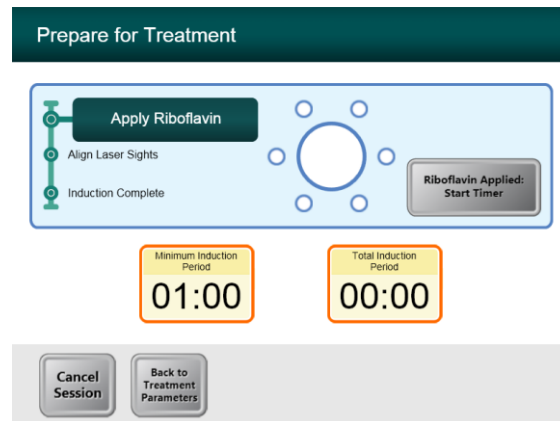 Prepare for Treatment
Apply Riboflavin
Align Laser Sights
Induction Complete
Riboflavin Applied:
Start Timer
Minimum Induction
Period
01:00
Total Induction
Period
00:00
Cancel
Session
Back to
Treatment
Parameters